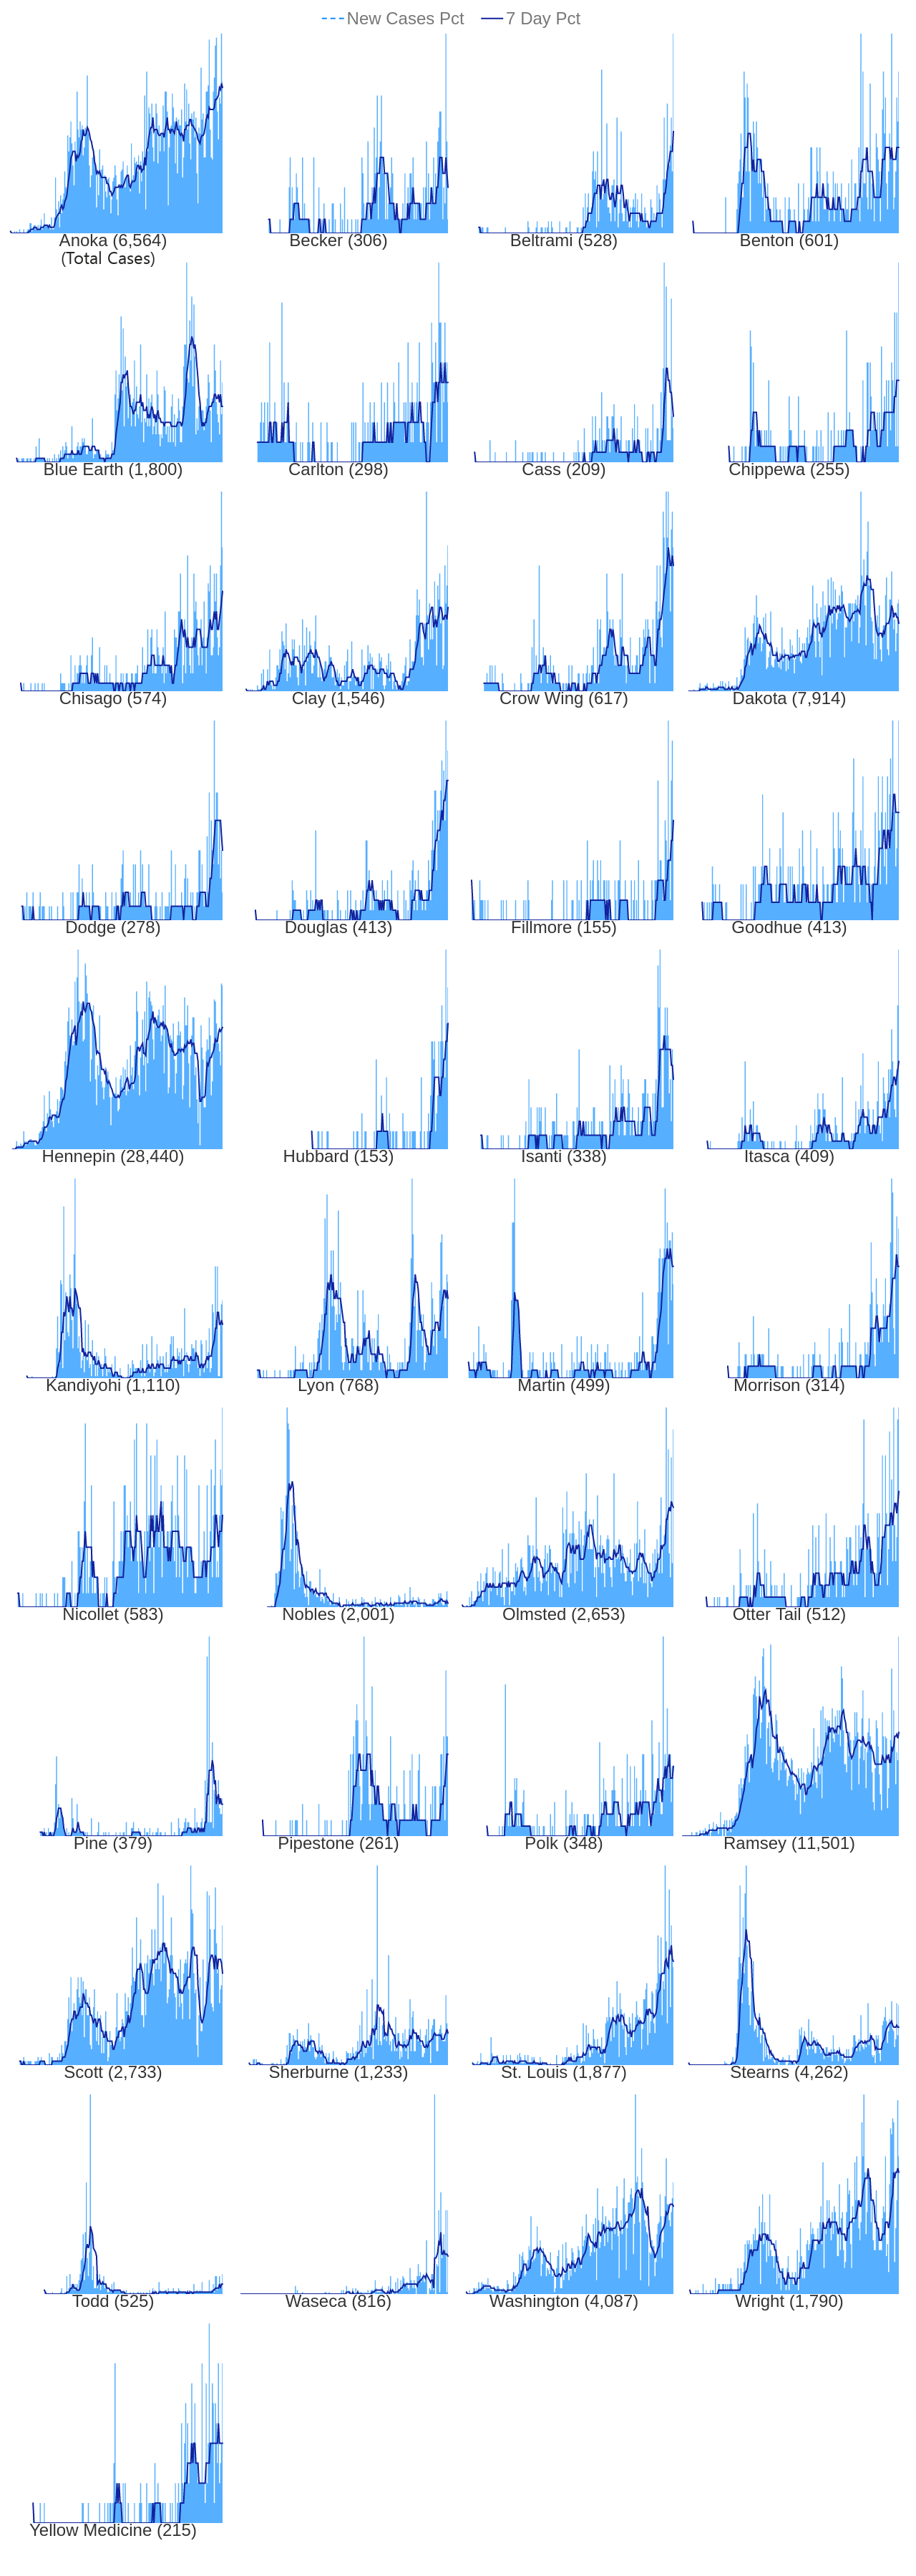 New Cases Pct 7 Day Pct
Anoka (6,564) Becker (306) Beltrami (528) Benton (601)
(Total Cases)
Blue Earth (1,800) Carlton (298) Cass (209) Chippewa (255)
Chisago (574) Clay (1,546) Crow Wing (617) Dakota (7,914)
Dodge (278) Douglas (413) Fillmore (155) Goodhue (413)
Hennepin (28,440) Hubbard (153) Isanti (338) Itasca (409)
Kandiyohi (1,110) Lyon (768) Martin (499) Morrison (314)
Nicollet (583) Nobles (2,001) Olmsted (2,653) Otter Tail (512)
Pine (379) Pipestone (261) Polk (348) Ramsey (11,501)
Scott (2,733) Sherburne (1,233) St. Louis (1,877) Stearns (4,262)
Todd (525) Waseca (816) Washington (4,087) Wright (1,790)
Yellow Medicine (215)